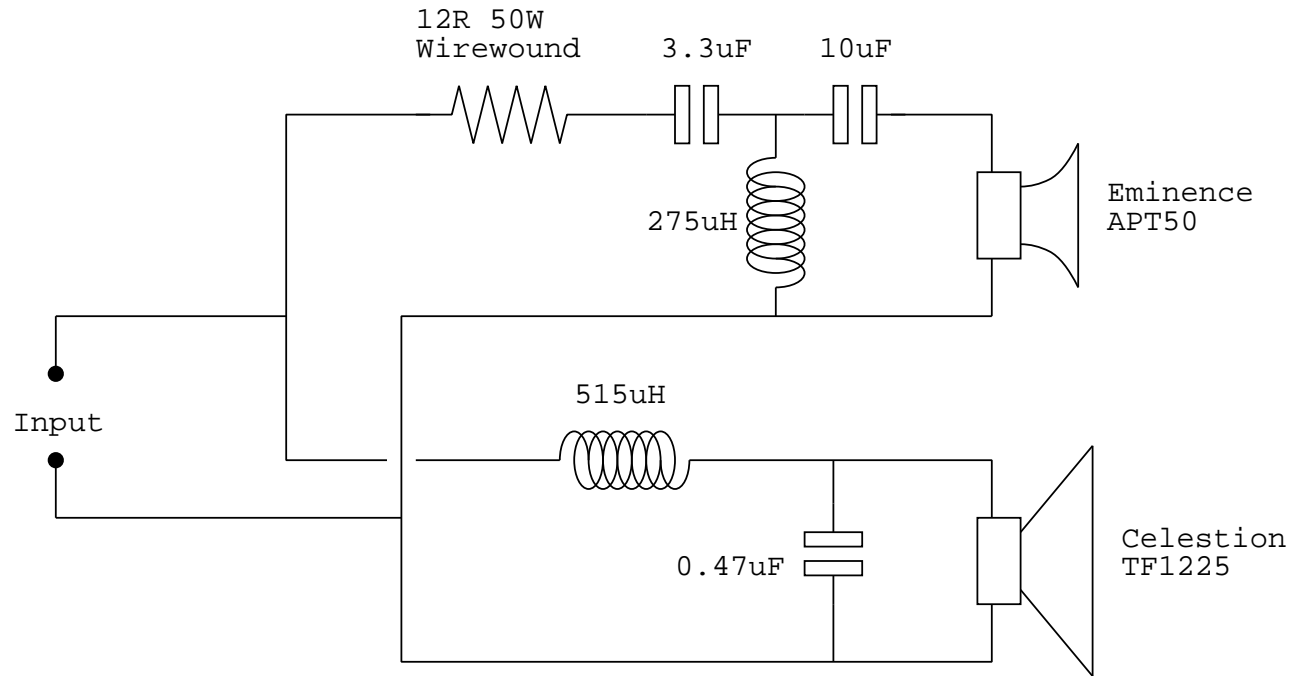 12R 50W
Wirewound
3.3uF
10uF
275uH
Eminence
APT50
Input
515uH
0.47uF
Celestion
TF1225